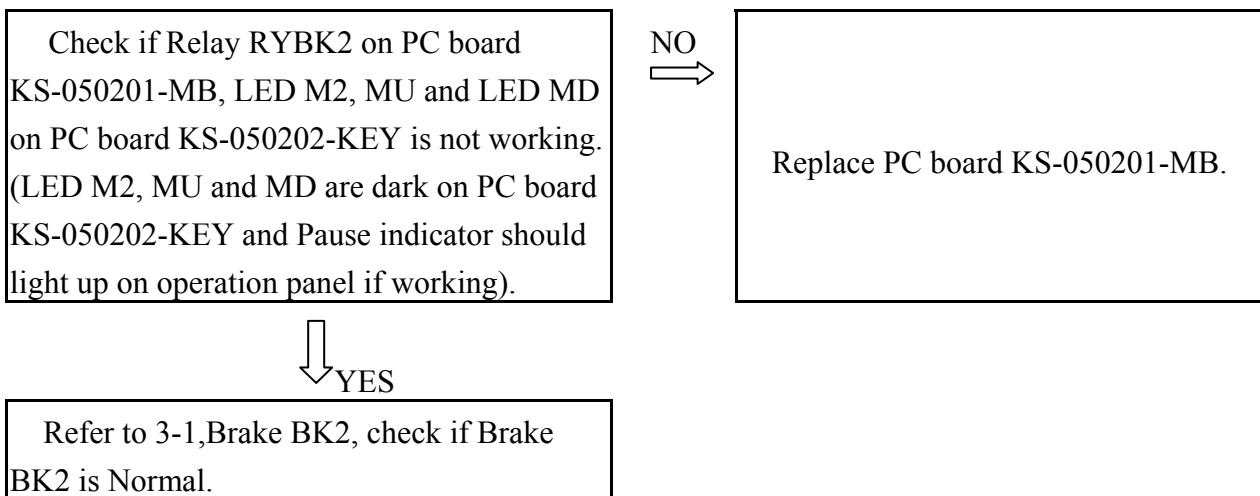 Check if Relay RYBK2 on PC board
KS-050201-MB, LED M2, MU and LED MD
on PC board KS-050202-KEY is not working.
(LED M2, MU and MD are dark on PC board
KS-050202-KEY and Pause indicator should
light up on operation panel if working).
NO
Replace PC board KS-050201-MB.
YES
Refer to 3-1,Brake BK2, check if Brake
BK2 is Normal.